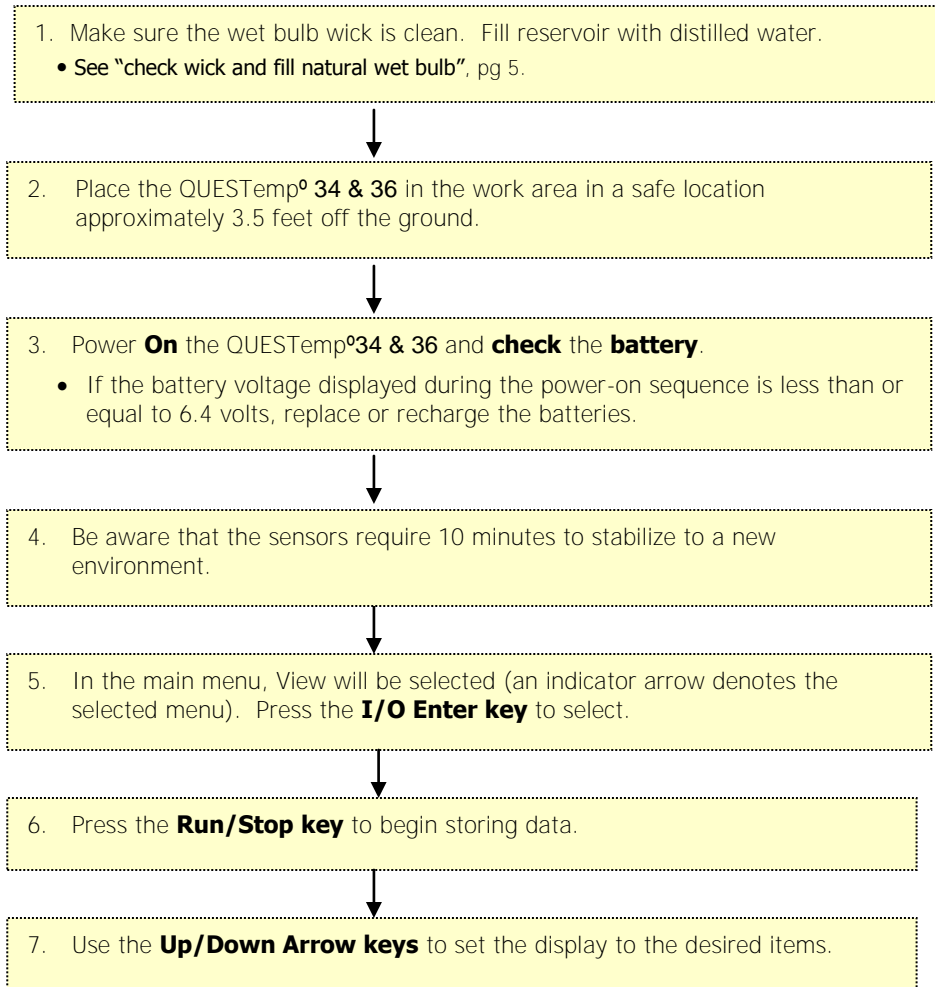 1. Make sure the wet bulb wick is clean. Fill reservoir with distilled water.
• See “check wick and fill natural wet bulb”, pg 5.
2. Place the QUESTempº 34 & 36 in the work area in a safe location
approximately 3.5 feet off the ground.
3. Power On the QUESTempº34 & 36 and check the battery.
• If the battery voltage displayed during the power-on sequence is less than or
equal to 6.4 volts, replace or recharge the batteries.
4. Be aware that the sensors require 10 minutes to stabilize to a new
environment.
5. In the main menu, View will be selected (an indicator arrow denotes the
selected menu). Press the I/O Enter key to select.
6. Press the Run/Stop key to begin storing data.
7. Use the Up/Down Arrow keys to set the display to the desired items.